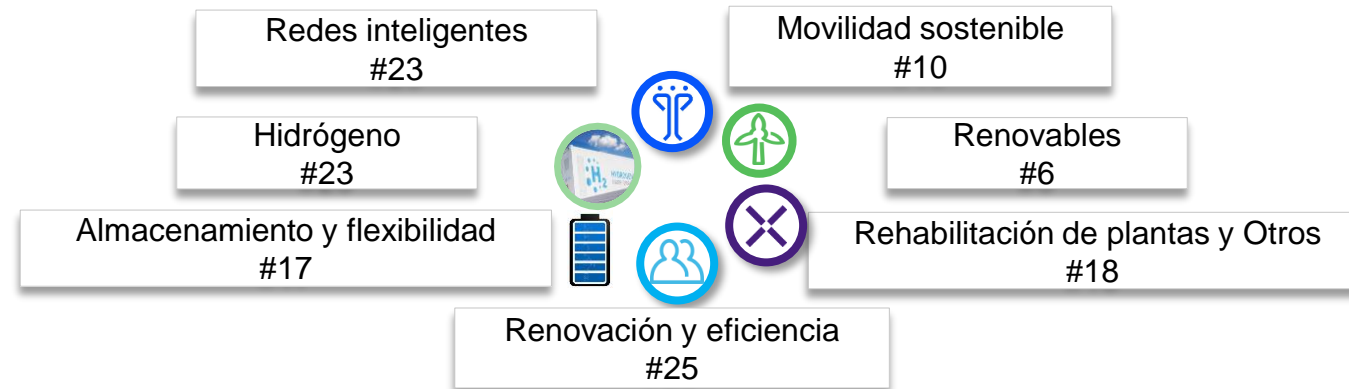 Redes inteligentes
#23
Movilidad sostenible
#10
Hidrógeno
#23
H2
Renovables
#6
Almacenamiento y flexibilidad
#17
Rehabilitación de plantas y Otros
#18
Renovación y eficiencia
#25